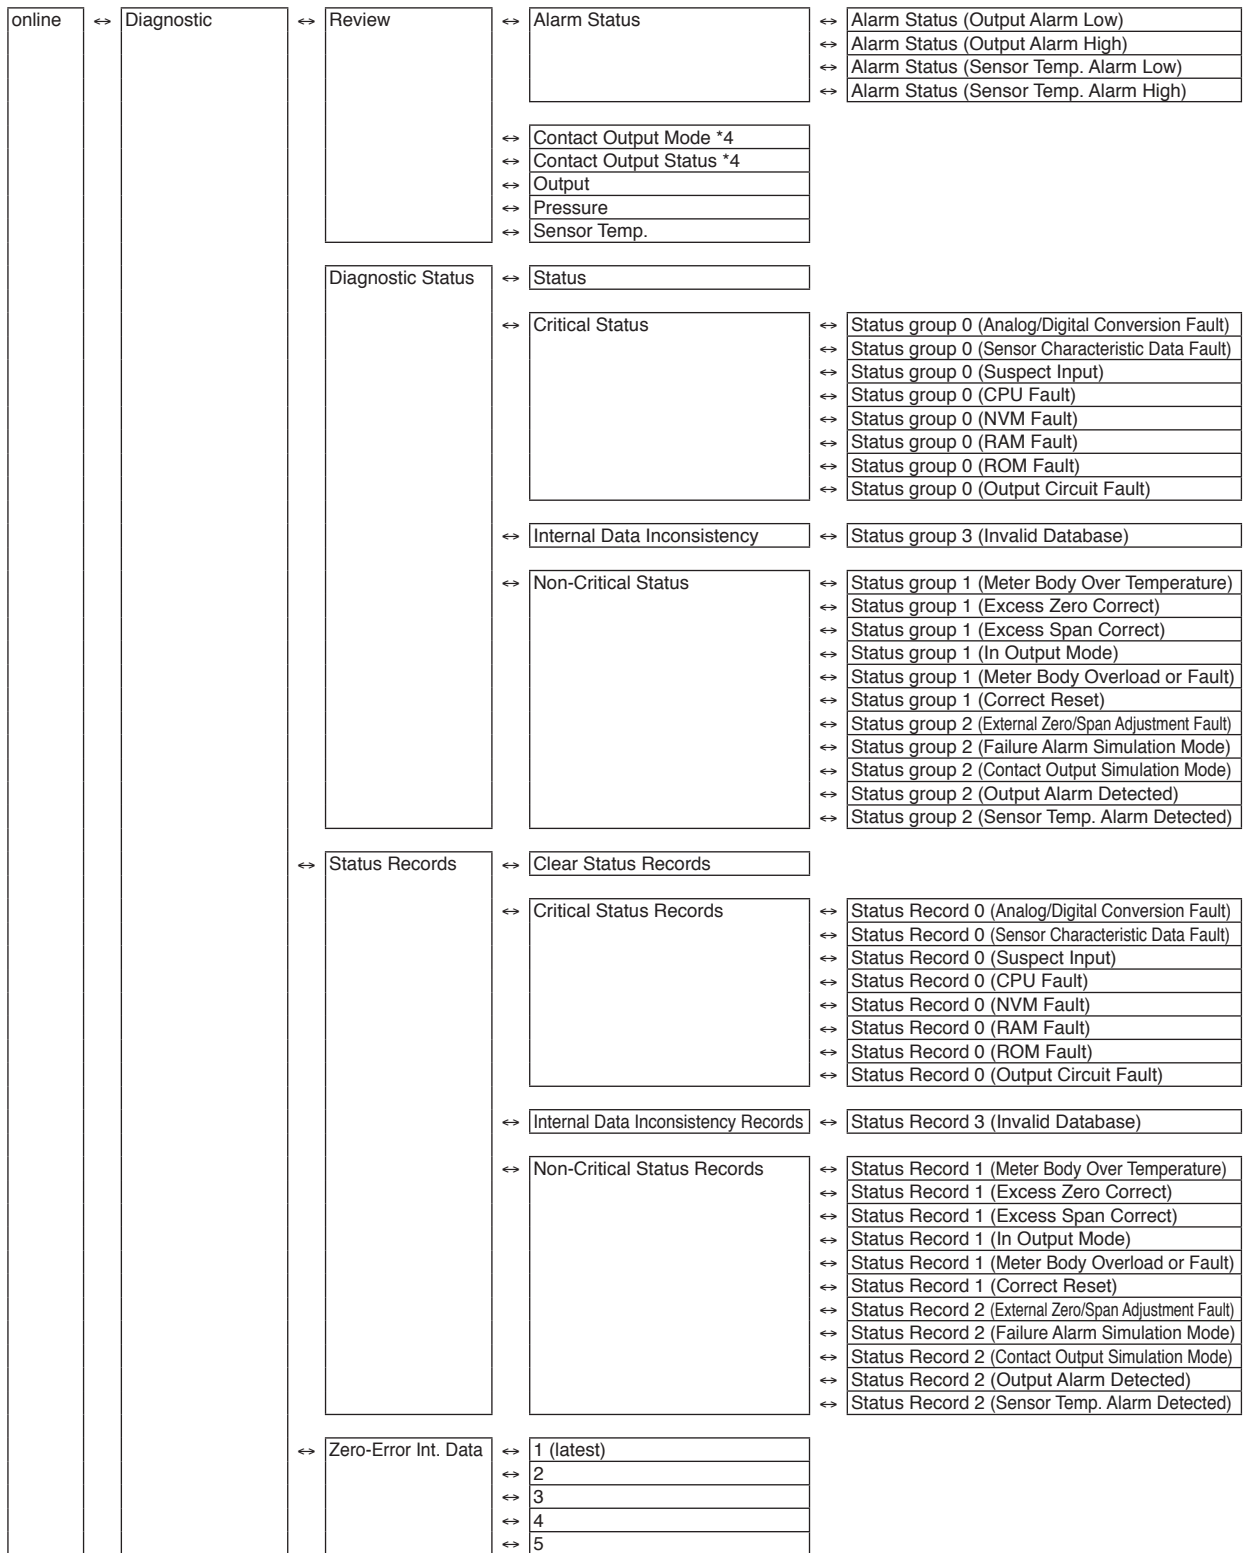 online ↔ Diagnostic ↔ Review ↔ Alarm Status ↔ Alarm Status (Output Alarm Low)
↔ Alarm Status (Output Alarm High)
↔ Alarm Status (Sensor Temp. Alarm Low)
↔ Alarm Status (Sensor Temp. Alarm High)
↔ Contact Output Mode *4
↔ Contact Output Status *4
↔ Output
↔ Pressure
↔ Sensor Temp.
Diagnostic Status ↔ Status
↔ Critical Status ↔ Status group 0 (Analog/Digital Conversion Fault)
↔ Status group 0 (Sensor Characteristic Data Fault)
↔ Status group 0 (Suspect Input)
↔ Status group 0 (CPU Fault)
↔ Status group 0 (NVM Fault)
↔ Status group 0 (RAM Fault)
↔ Status group 0 (ROM Fault)
↔ Status group 0 (Output Circuit Fault)
↔ Internal Data Inconsistency ↔ Status group 3 (Invalid Database)
↔ Non-Critical Status ↔ Status group 1 (Meter Body Over Temperature)
↔ Status group 1 (Excess Zero Correct)
↔ Status group 1 (Excess Span Correct)
↔ Status group 1 (In Output Mode)
↔ Status group 1 (Meter Body Overload or Fault)
↔ Status group 1 (Correct Reset)
↔ Status group 2 (External Zero/Span Adjustment Fault)
↔ Status group 2 (Failure Alarm Simulation Mode)
↔ Status group 2 (Contact Output Simulation Mode)
↔ Status group 2 (Output Alarm Detected)
↔ Status group 2 (Sensor Temp. Alarm Detected)
↔ Status Records ↔ Clear Status Records
↔ Critical Status Records ↔ Status Record 0 (Analog/Digital Conversion Fault)
↔ Status Record 0 (Sensor Characteristic Data Fault)
↔ Status Record 0 (Suspect Input)
↔ Status Record 0 (CPU Fault)
↔ Status Record 0 (NVM Fault)
↔ Status Record 0 (RAM Fault)
↔ Status Record 0 (ROM Fault)
↔ Status Record 0 (Output Circuit Fault)
↔ Internal Data Inconsistency Records ↔ Status Record 3 (Invalid Database)
↔ Non-Critical Status Records ↔ Status Record 1 (Meter Body Over Temperature)
↔ Status Record 1 (Excess Zero Correct)
↔ Status Record 1 (Excess Span Correct)
↔ Status Record 1 (In Output Mode)
↔ Status Record 1 (Meter Body Overload or Fault)
↔ Status Record 1 (Correct Reset)
↔ Status Record 2 (External Zero/Span Adjustment Fault)
↔ Status Record 2 (Failure Alarm Simulation Mode)
↔ Status Record 2 (Contact Output Simulation Mode)
↔ Status Record 2 (Output Alarm Detected)
↔ Status Record 2 (Sensor Temp. Alarm Detected)
↔ Zero-Error Int. Data ↔ 1 (latest)
↔ 2
↔ 3
↔ 4
↔ 5